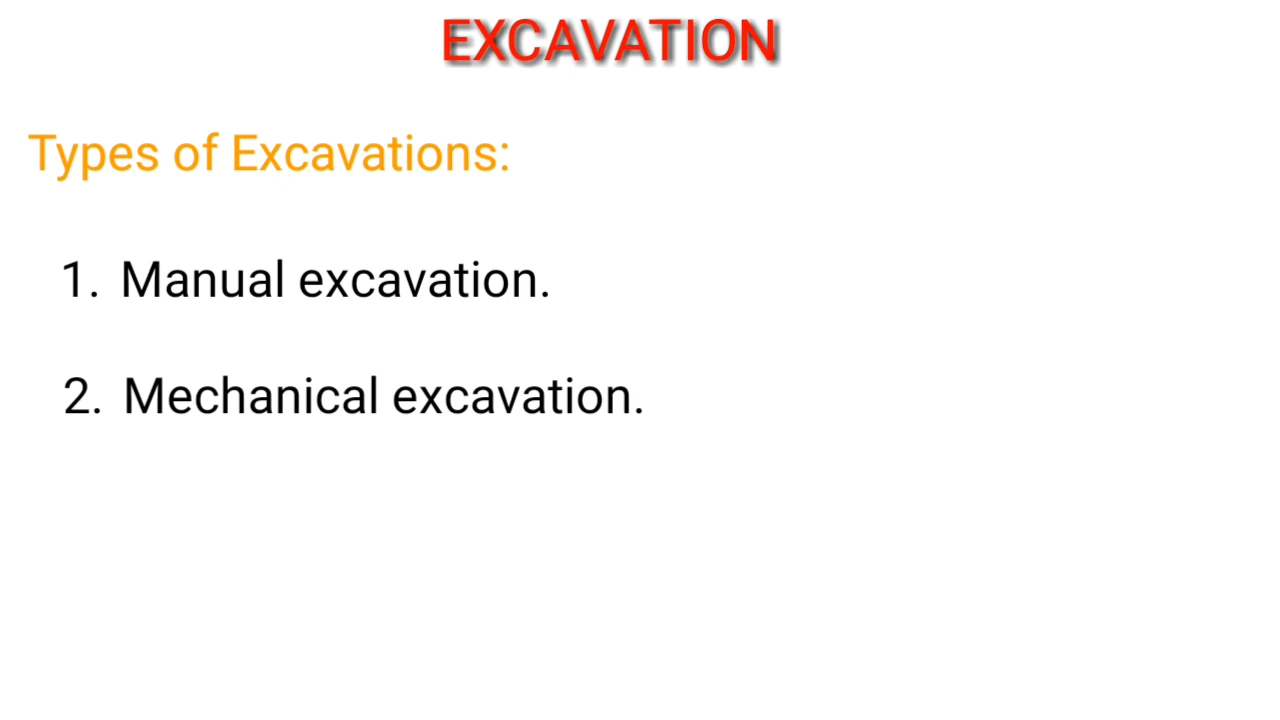 EXCAVATION
Types of Excavations:
1. Manual excavation.
2. Mechanical excavation.